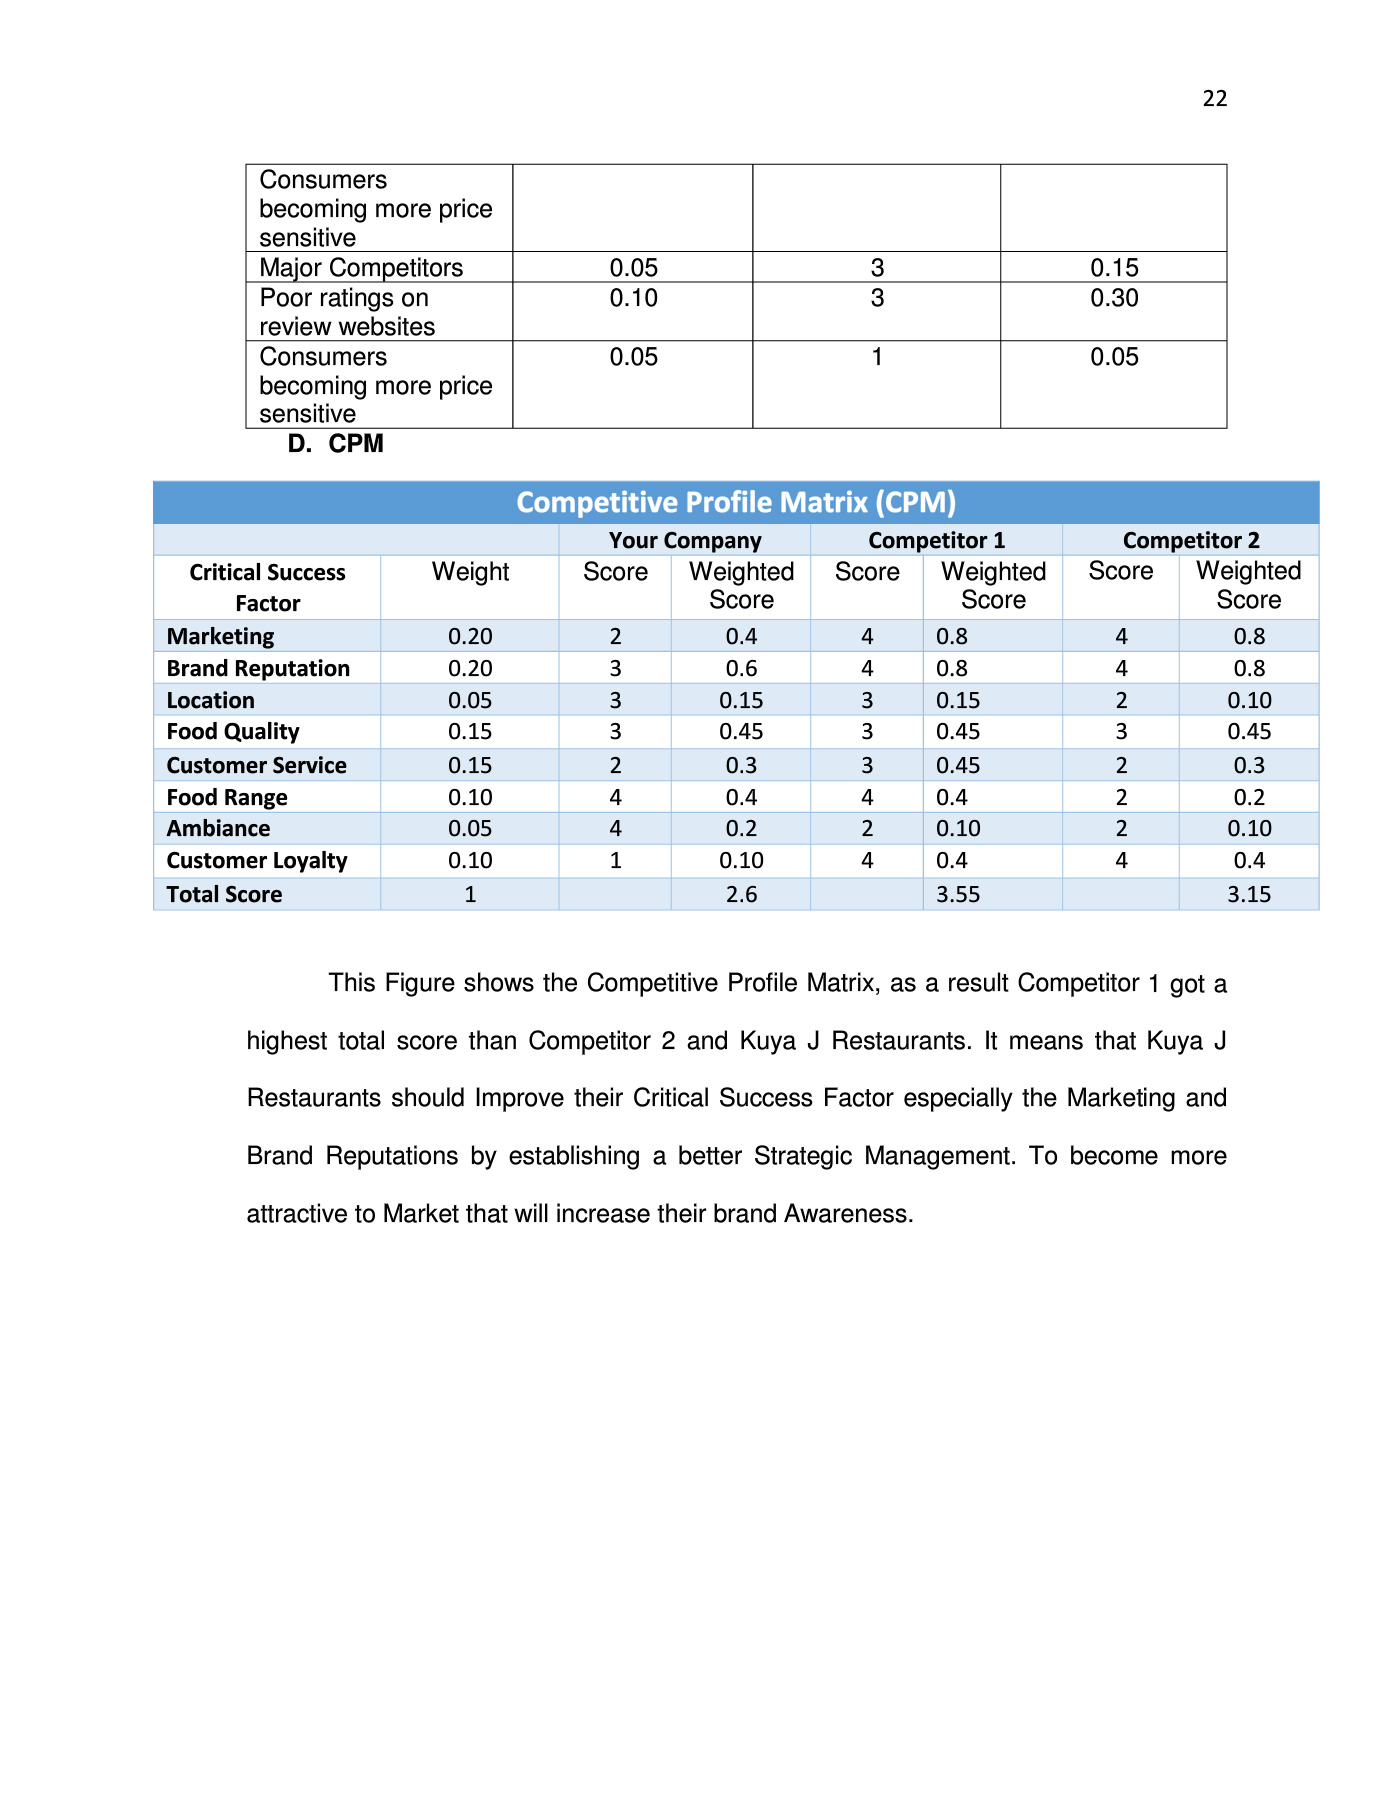 22
Consumers
becoming more price
sensitive
Major Competitors 0.05 3 0.15
Poor ratings on 0.10 3 0.30
review websites
Consumers 0.05 1 0.05
becoming more price
sensitive
D. CPM
Competitive Profile Matrix (CPM)
Your Company Competitor 1 Competitor 2
Critical Success Weight Score Weighted Score Weighted Score Weighted
Factor Score Score Score
Marketing 0.20 2 0.4 4 0.8 4 0.8
Brand Reputation 0.20 3 0.6 4 0.8 4 0.8
Location 0.05 3 0.15 3 0.15 2 0.10
Food Quality 0.15 3 0.45 3 0.45 3 0.45
Customer Service 0.15 2 0.3 3 0.45 2 0.3
Food Range 0.10 4 0.4 4 0.4 2 0.2
Ambiance 0.05 4 0.2 2 0.10 2 0.10
Customer Loyalty 0.10 1 0.10 4 0.4 4 0.4
Total Score 1 2.6 3.55 3.15
This Figure shows the Competitive Profile Matrix, as a result Competitor 1 got a
highest total score than Competitor 2 and Kuya J Restaurants. It means that Kuya J
Restaurants should Improve their Critical Success Factor especially the Marketing and
Brand Reputations by establishing a better Strategic Management. To become more
attractive to Market that will increase their brand Awareness.